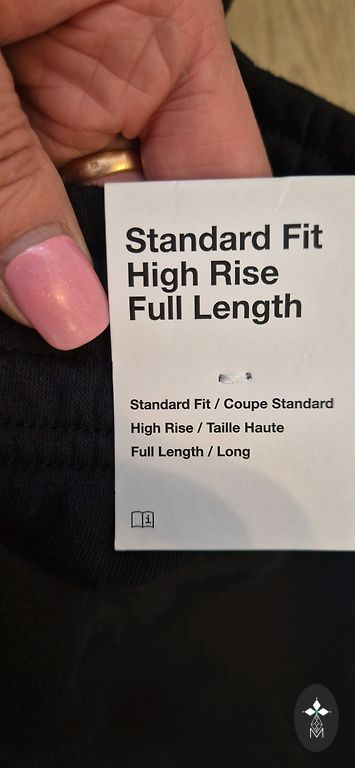 Standard Fit
High Rise
Full Length
Standard Fit / Coupe Standard
High Rise / Taille Haute
Full Length / Long
i
M